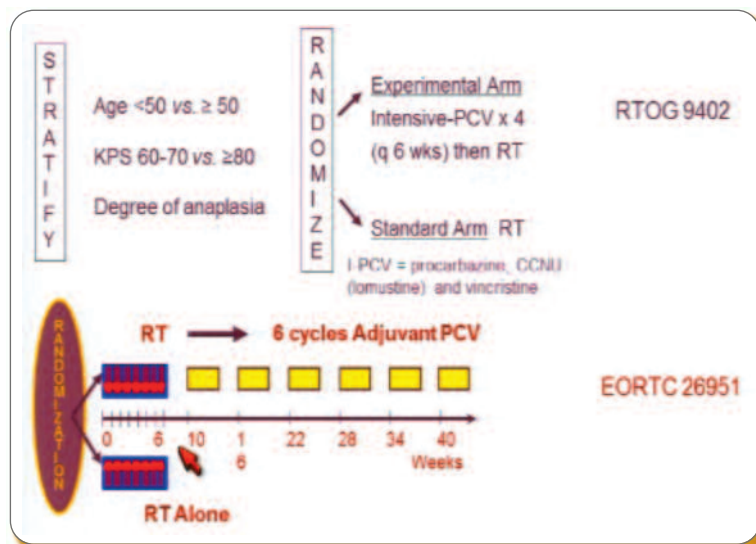 STRATIFY
Age <50 vs. ≥ 50
KPS 60-70 vs. ≥80
Degree of anaplasia
RANDOMIZE
Experimental Arm
Intensive-PCV x 4
(q 6 wks) then RT
Standard Arm RT
I-PCV = procarbazine, CCNU
(lomustine) and vincristine
RTOG 9402
RANDOMIZATION
RT 6 cycles Adjuvant PCV
EORTC 26951
0 6 10 1 22 28 34 40
6 Weeks
RT Alone